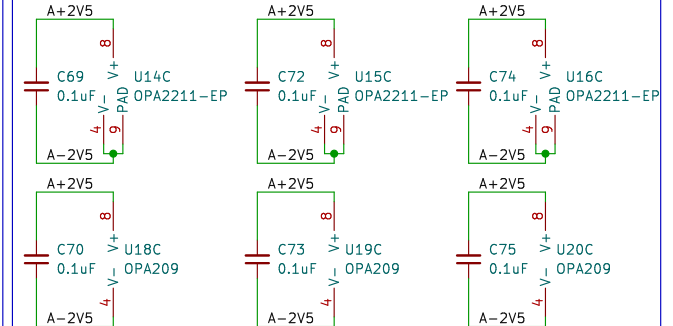 A+2V5 A+2V5 A+2V5
8 8 8
C69 V+ U14C C72 V+ U15C C74 V+ U16C
0.1uF V- PAD OPA2211-EP 0.1uF V- PAD OPA2211-EP 0.1uF V- PAD OPA2211-EP
4 9 4 9 4 9
A-2V5 A-2V5 A-2V5
A+2V5 A+2V5 A+2V5
8 8 8
C70 V+ U18C C73 V+ U19C C75 V+ U20C
0.1uF V- OPA209 0.1uF V- OPA209 0.1uF V- OPA209
4 4 4
A-2V5 A-2V5 A-2V5